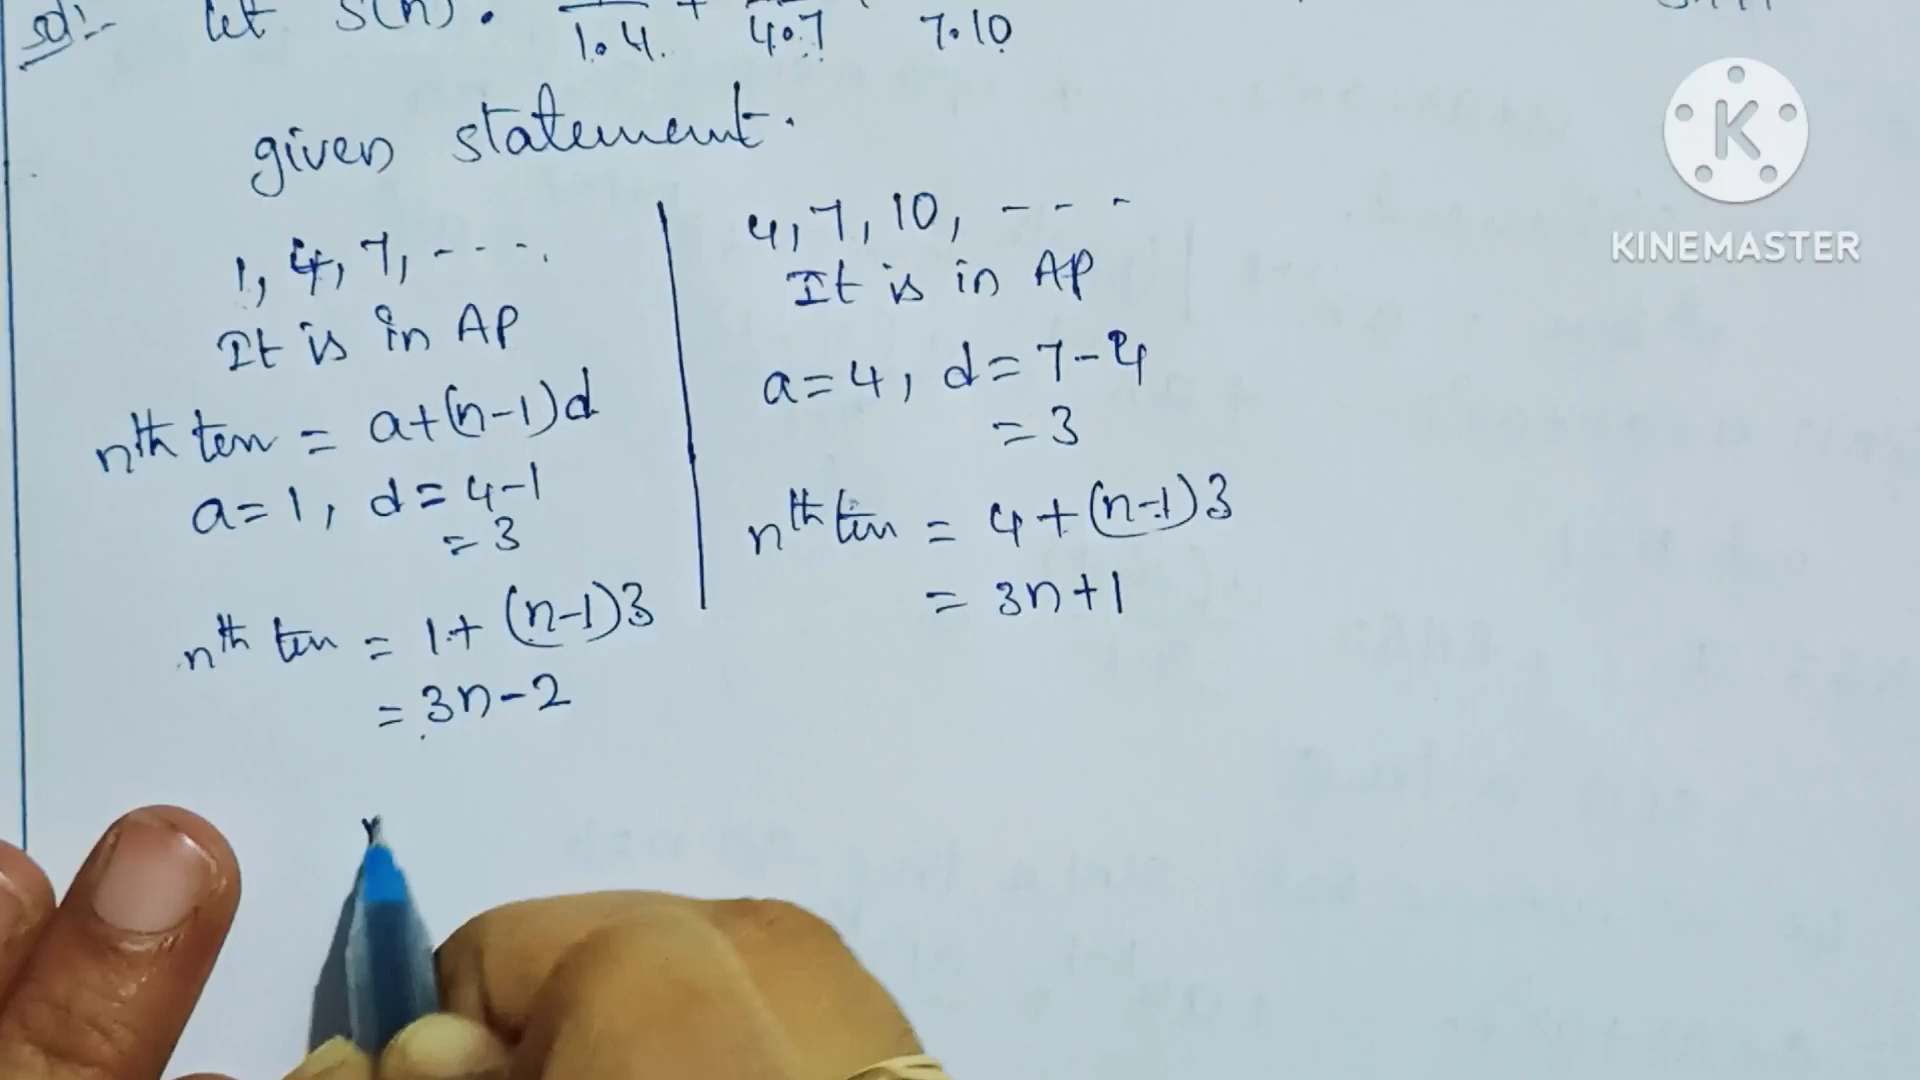 Sol:- let S(n): 1.4 + 4.7 7.10
given statement.
1, 4, 7, ----.
It is in AP
nth term = a+(n-1)d
a=1, d=4-1
=3
nth term = 1+(n-1)3
=3n-2
4, 7, 10, ---
It is in AP
a=4, d=7-4
=3
nth term = 4+(n-1)3
= 3n+1
K
KINEMASTER